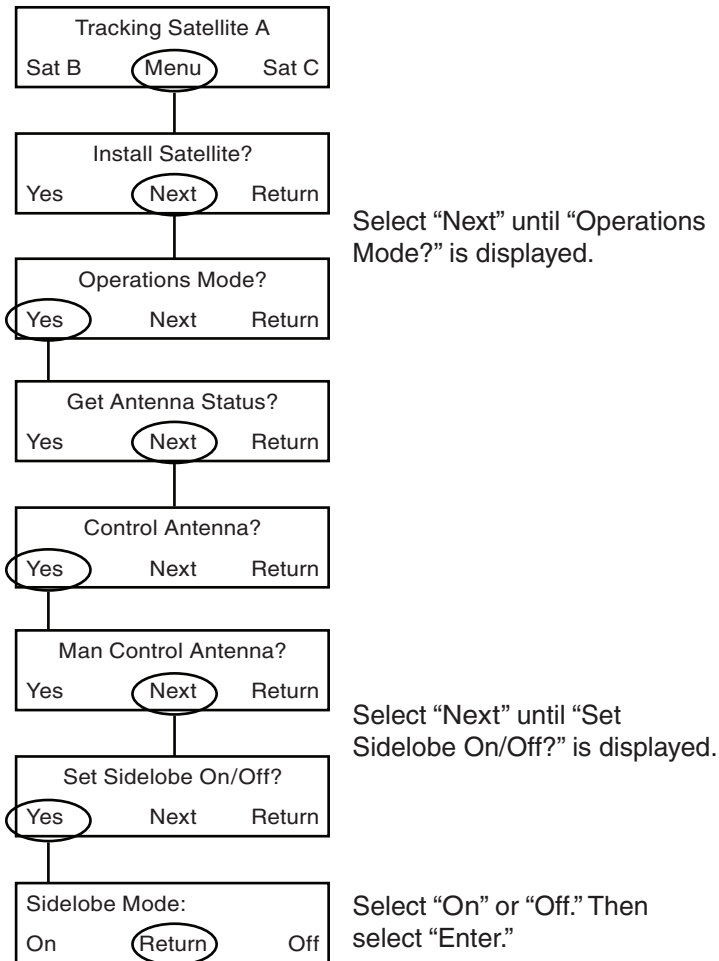 Tracking Satellite A
Sat B Menu Sat C
Install Satellite?
Yes Next Return
Select “Next” until “Operations
Mode?” is displayed.
Operations Mode?
Yes Next Return
Get Antenna Status?
Yes Next Return
Control Antenna?
Yes Next Return
Man Control Antenna?
Yes Next Return
Select “Next” until “Set
Sidelobe On/Off?” is displayed.
Set Sidelobe On/Off?
Yes Next Return
Sidelobe Mode:
On Return Off
Select “On” or “Off.” Then
select “Enter.”